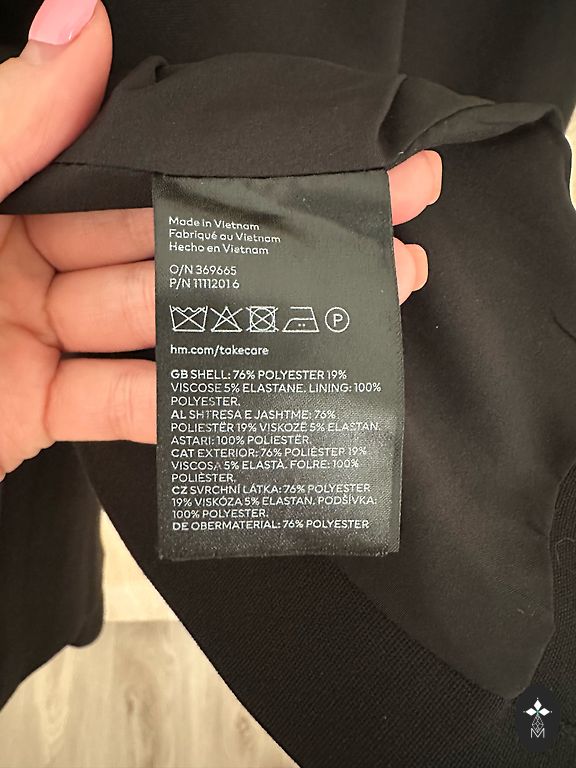 Made in Vietnam
Fabriqué au Vietnam
Hecho en Vietnam
O/N 369665
P/N 11112016
P
hm.com/takecare
GB SHELL: 76% POLYESTER 19%
VISCOSE 5% ELASTANE. LINING: 100%
POLYESTER.
AL SHTRESA E JASHTME: 76%
POLIESTËR 19% VISKOZË 5% ELASTAN.
ASTARI: 100% POLIESTËR.
CAT EXTERIOR: 76% POLIÈSTER 19%
VISCOSA 5% ELASTÀ. FOLRE: 100%
POLIÈSTER.
CZ SVRCHNÍ LÁTKA: 76% POLYESTER
19% VISKÓZA 5% ELASTAN. PODŠÍVKA:
100% POLYESTER.
DE OBERMATERIAL: 76% POLYESTER
M